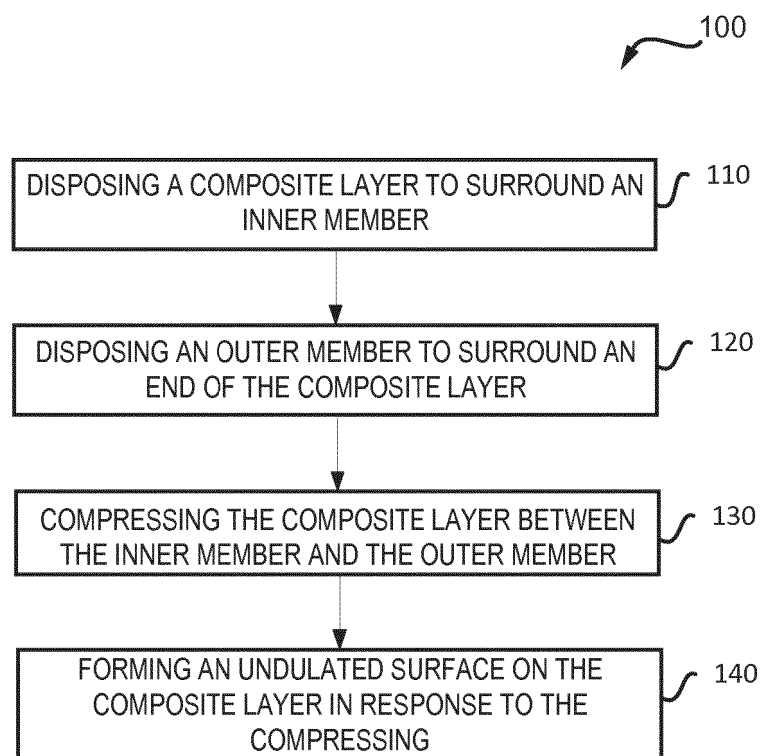 100
DISPOSING A COMPOSITE LAYER TO SURROUND AN
INNER MEMBER
110
DISPOSING AN OUTER MEMBER TO SURROUND AN
END OF THE COMPOSITE LAYER
120
COMPRESSING THE COMPOSITE LAYER BETWEEN
THE INNER MEMBER AND THE OUTER MEMBER
130
FORMING AN UNDULATED SURFACE ON THE
COMPOSITE LAYER IN RESPONSE TO THE
COMPRESSING
140